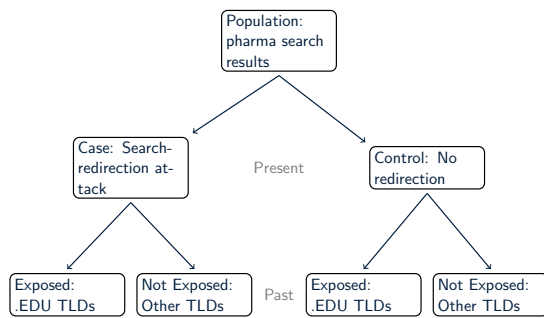 Population:
pharma search
results
Case: Search-
redirection at-
tack
Present
Control: No
redirection
Exposed:
.EDU TLDs
Not Exposed:
Other TLDs
Past
Exposed:
.EDU TLDs
Not Exposed:
Other TLDs